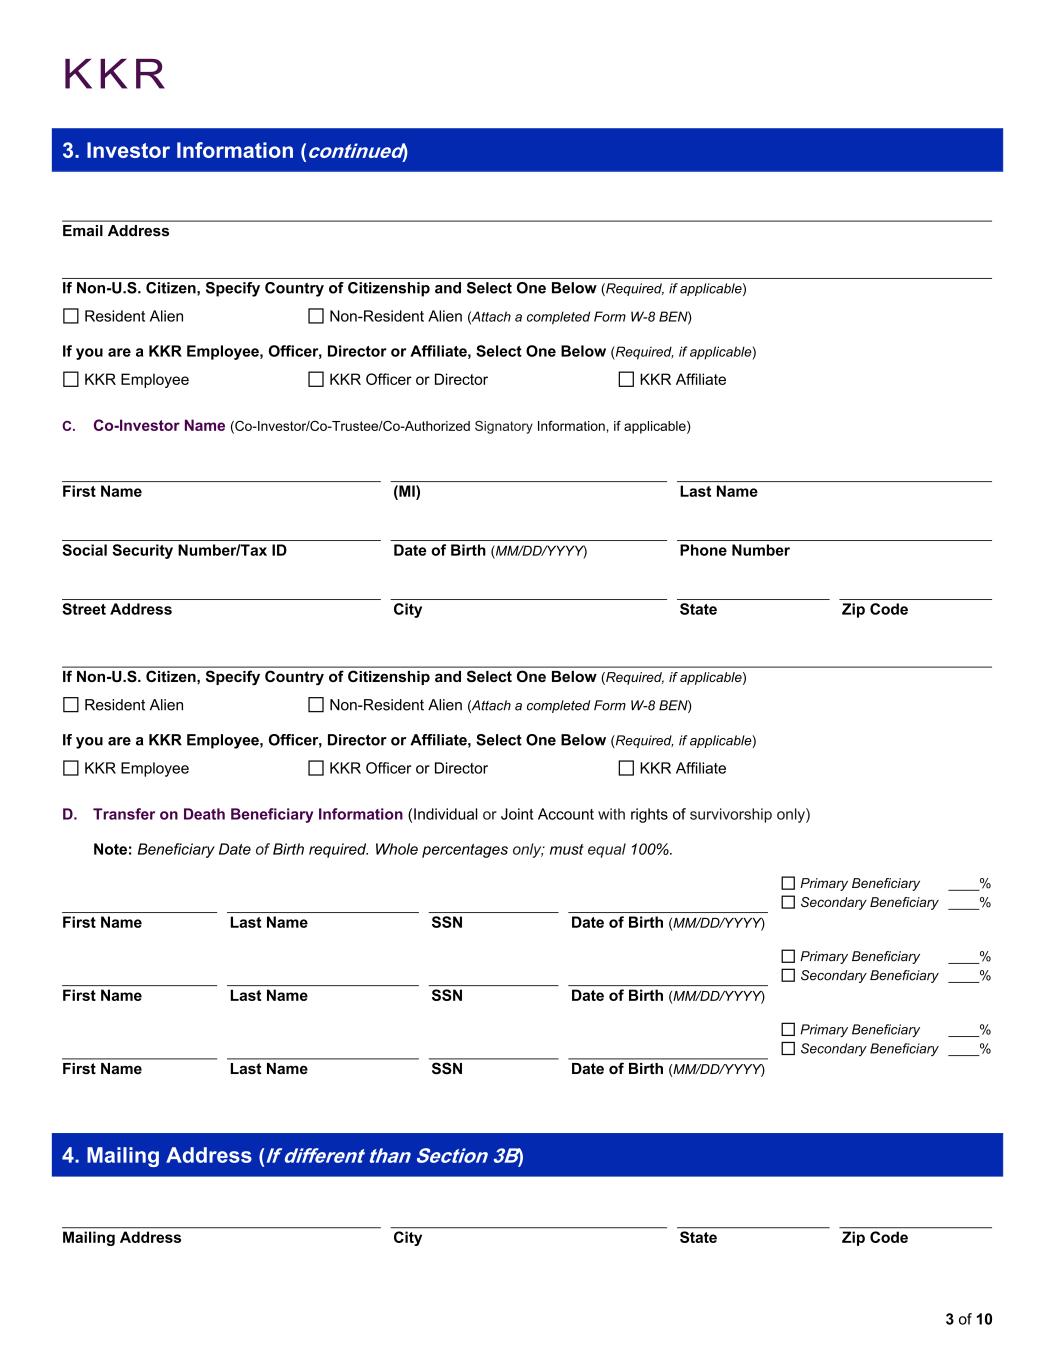 KKR
3. Investor Information (continued)
Email Address
If Non-U.S. Citizen, Specify Country of Citizenship and Select One Below (Required, if applicable)
☐ Resident Alien ☐ Non-Resident Alien (Attach a completed Form W-8 BEN)
If you are a KKR Employee, Officer, Director or Affiliate, Select One Below (Required, if applicable)
☐ KKR Employee ☐ KKR Officer or Director ☐ KKR Affiliate
C. Co-Investor Name (Co-Investor/Co-Trustee/Co-Authorized Signatory Information, if applicable)
First Name (MI) Last Name
Social Security Number/Tax ID Date of Birth (MM/DD/YYYY) Phone Number
Street Address City State Zip Code
If Non-U.S. Citizen, Specify Country of Citizenship and Select One Below (Required, if applicable)
☐ Resident Alien ☐ Non-Resident Alien (Attach a completed Form W-8 BEN)
If you are a KKR Employee, Officer, Director or Affiliate, Select One Below (Required, if applicable)
☐ KKR Employee ☐ KKR Officer or Director ☐ KKR Affiliate
D. Transfer on Death Beneficiary Information (Individual or Joint Account with rights of survivorship only)
Note: Beneficiary Date of Birth required. Whole percentages only; must equal 100%.
☐ Primary Beneficiary ____%
☐ Secondary Beneficiary ____%
First Name Last Name SSN Date of Birth (MM/DD/YYYY)
☐ Primary Beneficiary ____%
☐ Secondary Beneficiary ____%
First Name Last Name SSN Date of Birth (MM/DD/YYYY)
☐ Primary Beneficiary ____%
☐ Secondary Beneficiary ____%
First Name Last Name SSN Date of Birth (MM/DD/YYYY)
4. Mailing Address (If different than Section 3B)
Mailing Address City State Zip Code
3 of 10